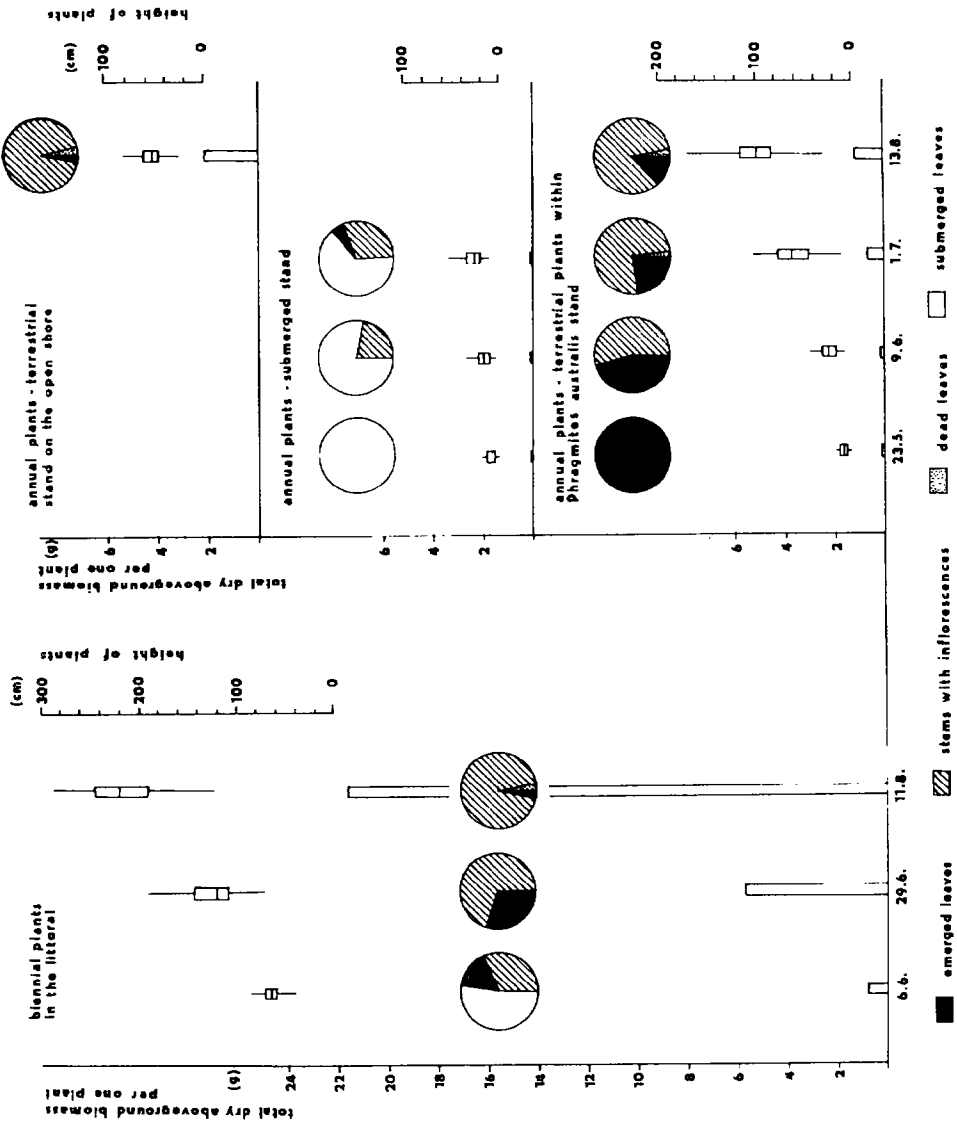 biennial plants
in the littoral
total dry aboveground biomass
per one plant
(g)
24
22
20
18
16
14
12
10
8
6
4
2
(cm)
300
200
100
0
height of plants
6.6.
29.6.
11.8.
annual plants - terrestrial
stand on the open shore
total dry aboveground biomass
per one plant
(g)
6
4
2
(cm)
100
0
height of plants
annual plants - submerged stand
6
4
2
100
0
annual plants - terrestrial plants within
Phragmites australis stand
6
4
2
200
100
0
23.5.
9.6.
1.7.
13.8.
emerged leaves
stems with inflorescences
dead leaves
submerged leaves